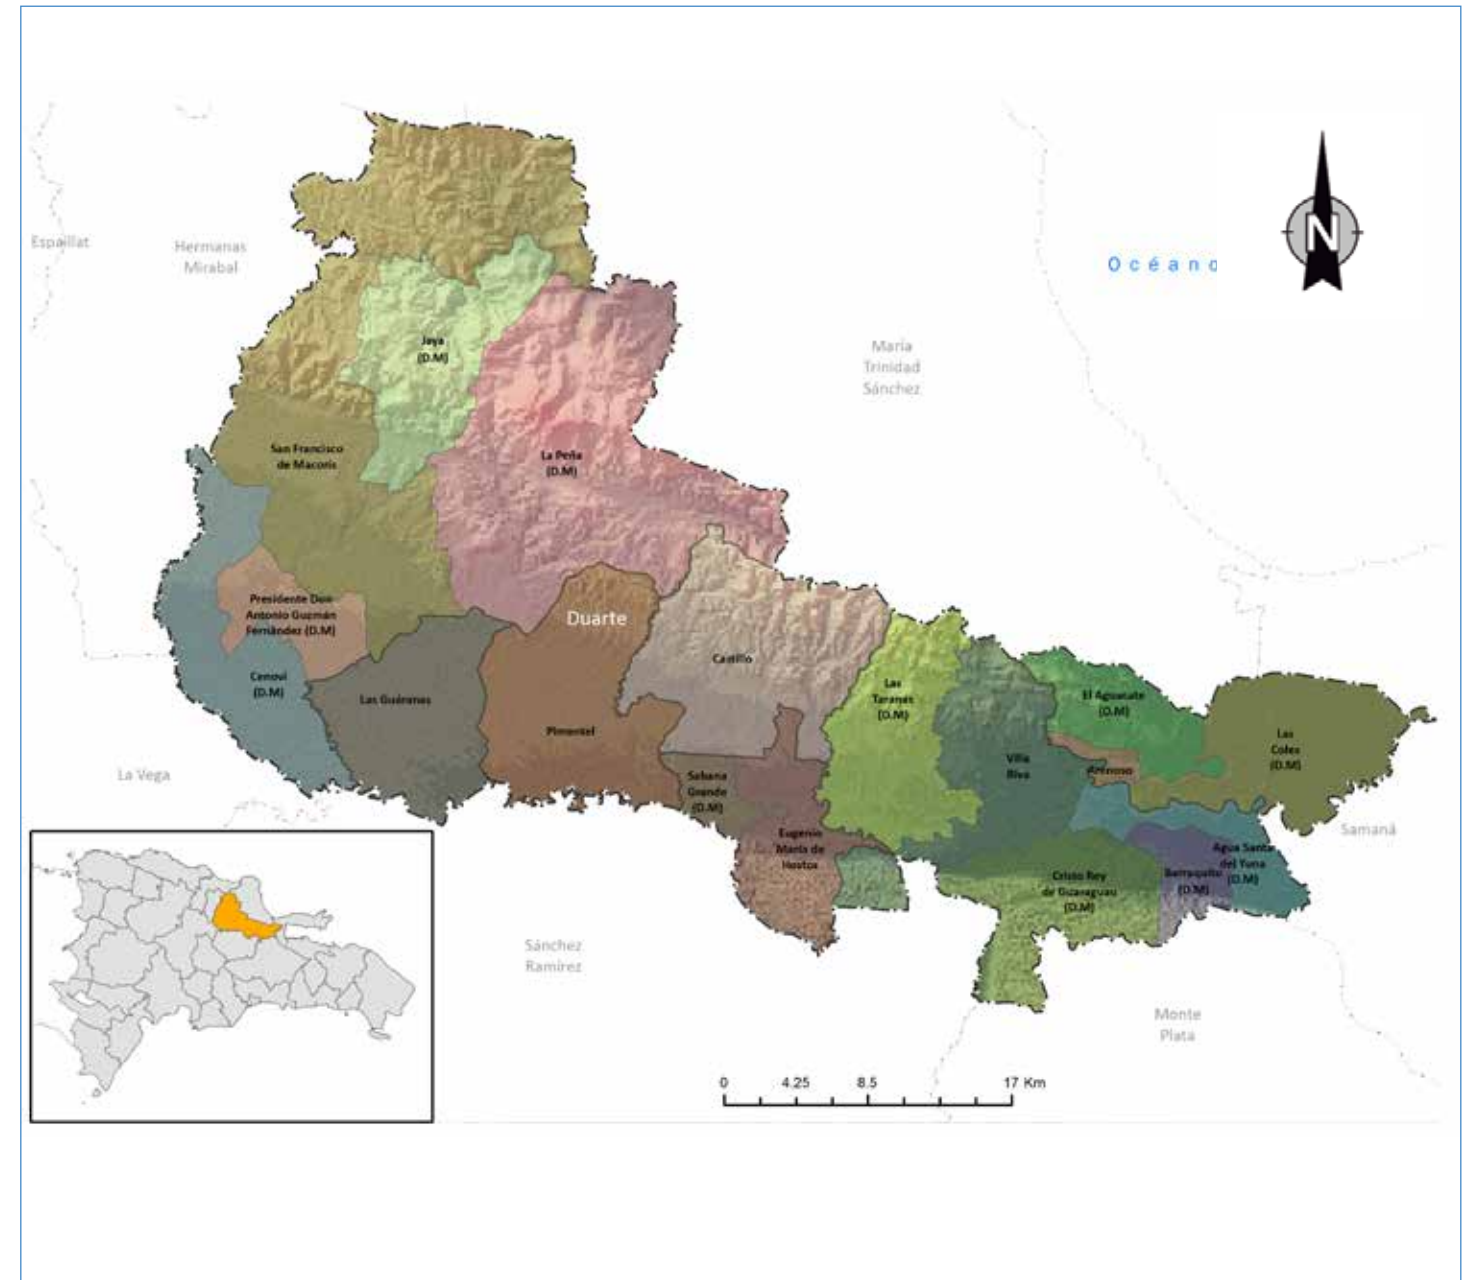 N
Océano
Espaillat
Hermanas
Mirabal
María
Trinidad
Sánchez
Jaya
(D.M)
San Francisco
de Macorís
La Peña
(D.M)
Presidente Don
Antonio Guzmán
Fernández (D.M)
Duarte
Cenoví
(D.M)
Las Guáranas
Castillo
Pimentel
Las
Taranas
(D.M)
El Aguacate
(D.M)
Las
Coles
(D.M)
Villa
Riva
Arenoso
La Vega
Sabana
Grande
(D.M)
Eugenio
María de
Hostos
Samaná
Agua Santa
del Yuna
(D.M)
Barraquito
(D.M)
Cristo Rey
de Guaraguau
(D.M)
Sánchez
Ramírez
Monte
Plata
0 4.25 8.5 17 Km